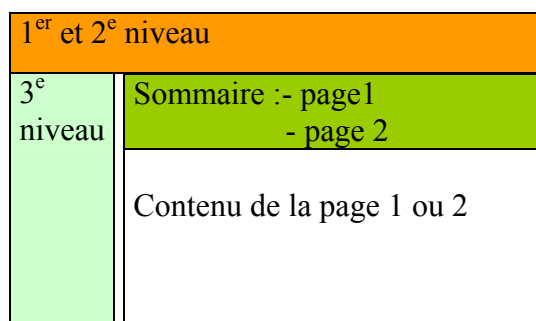 1er et 2e niveau
3e
niveau
Sommaire :- page1
- page 2
Contenu de la page 1 ou 2